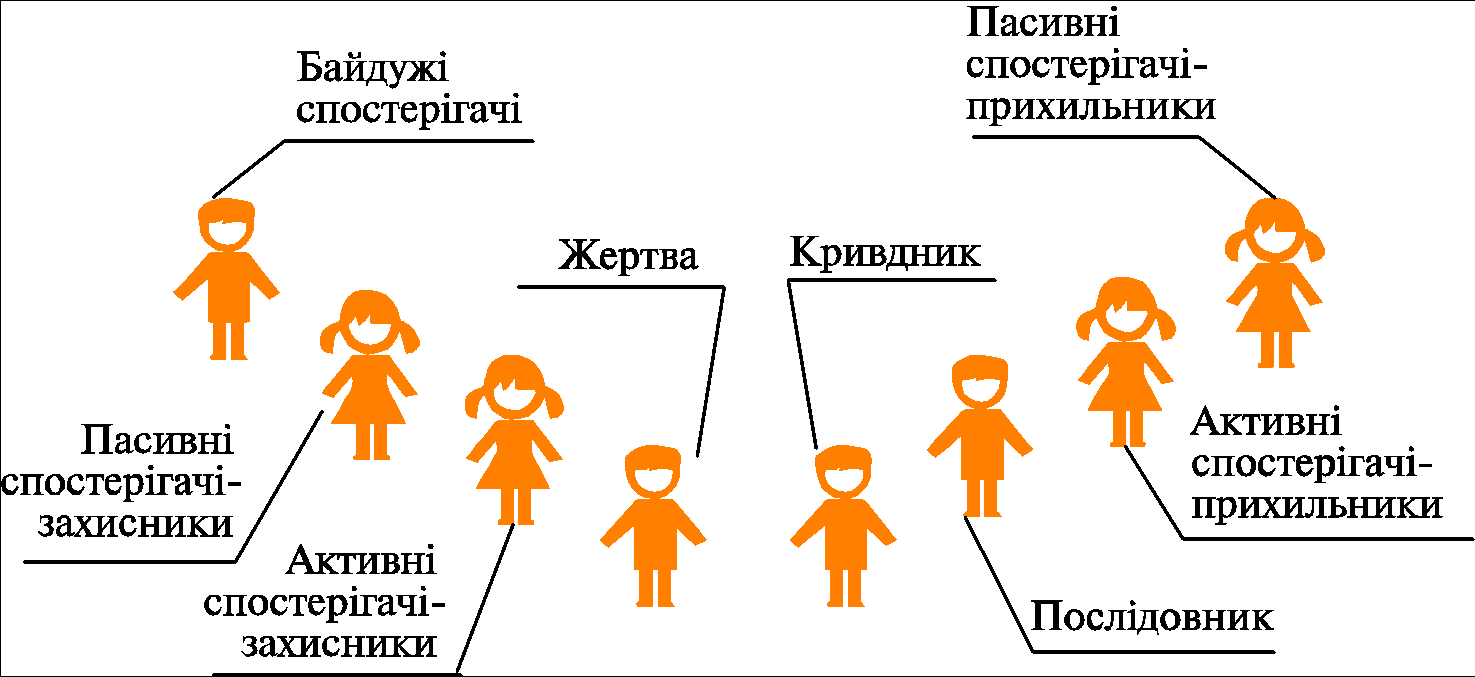 Байдужі
спостерігачі
Пасивні
спостерігачі-
прихильники
Жертва
Кривдник
Пасивні
спостерігачі-
захисники
Активні
спостерігачі-
захисники
Активні
спостерігачі-
прихильники
Послідовник